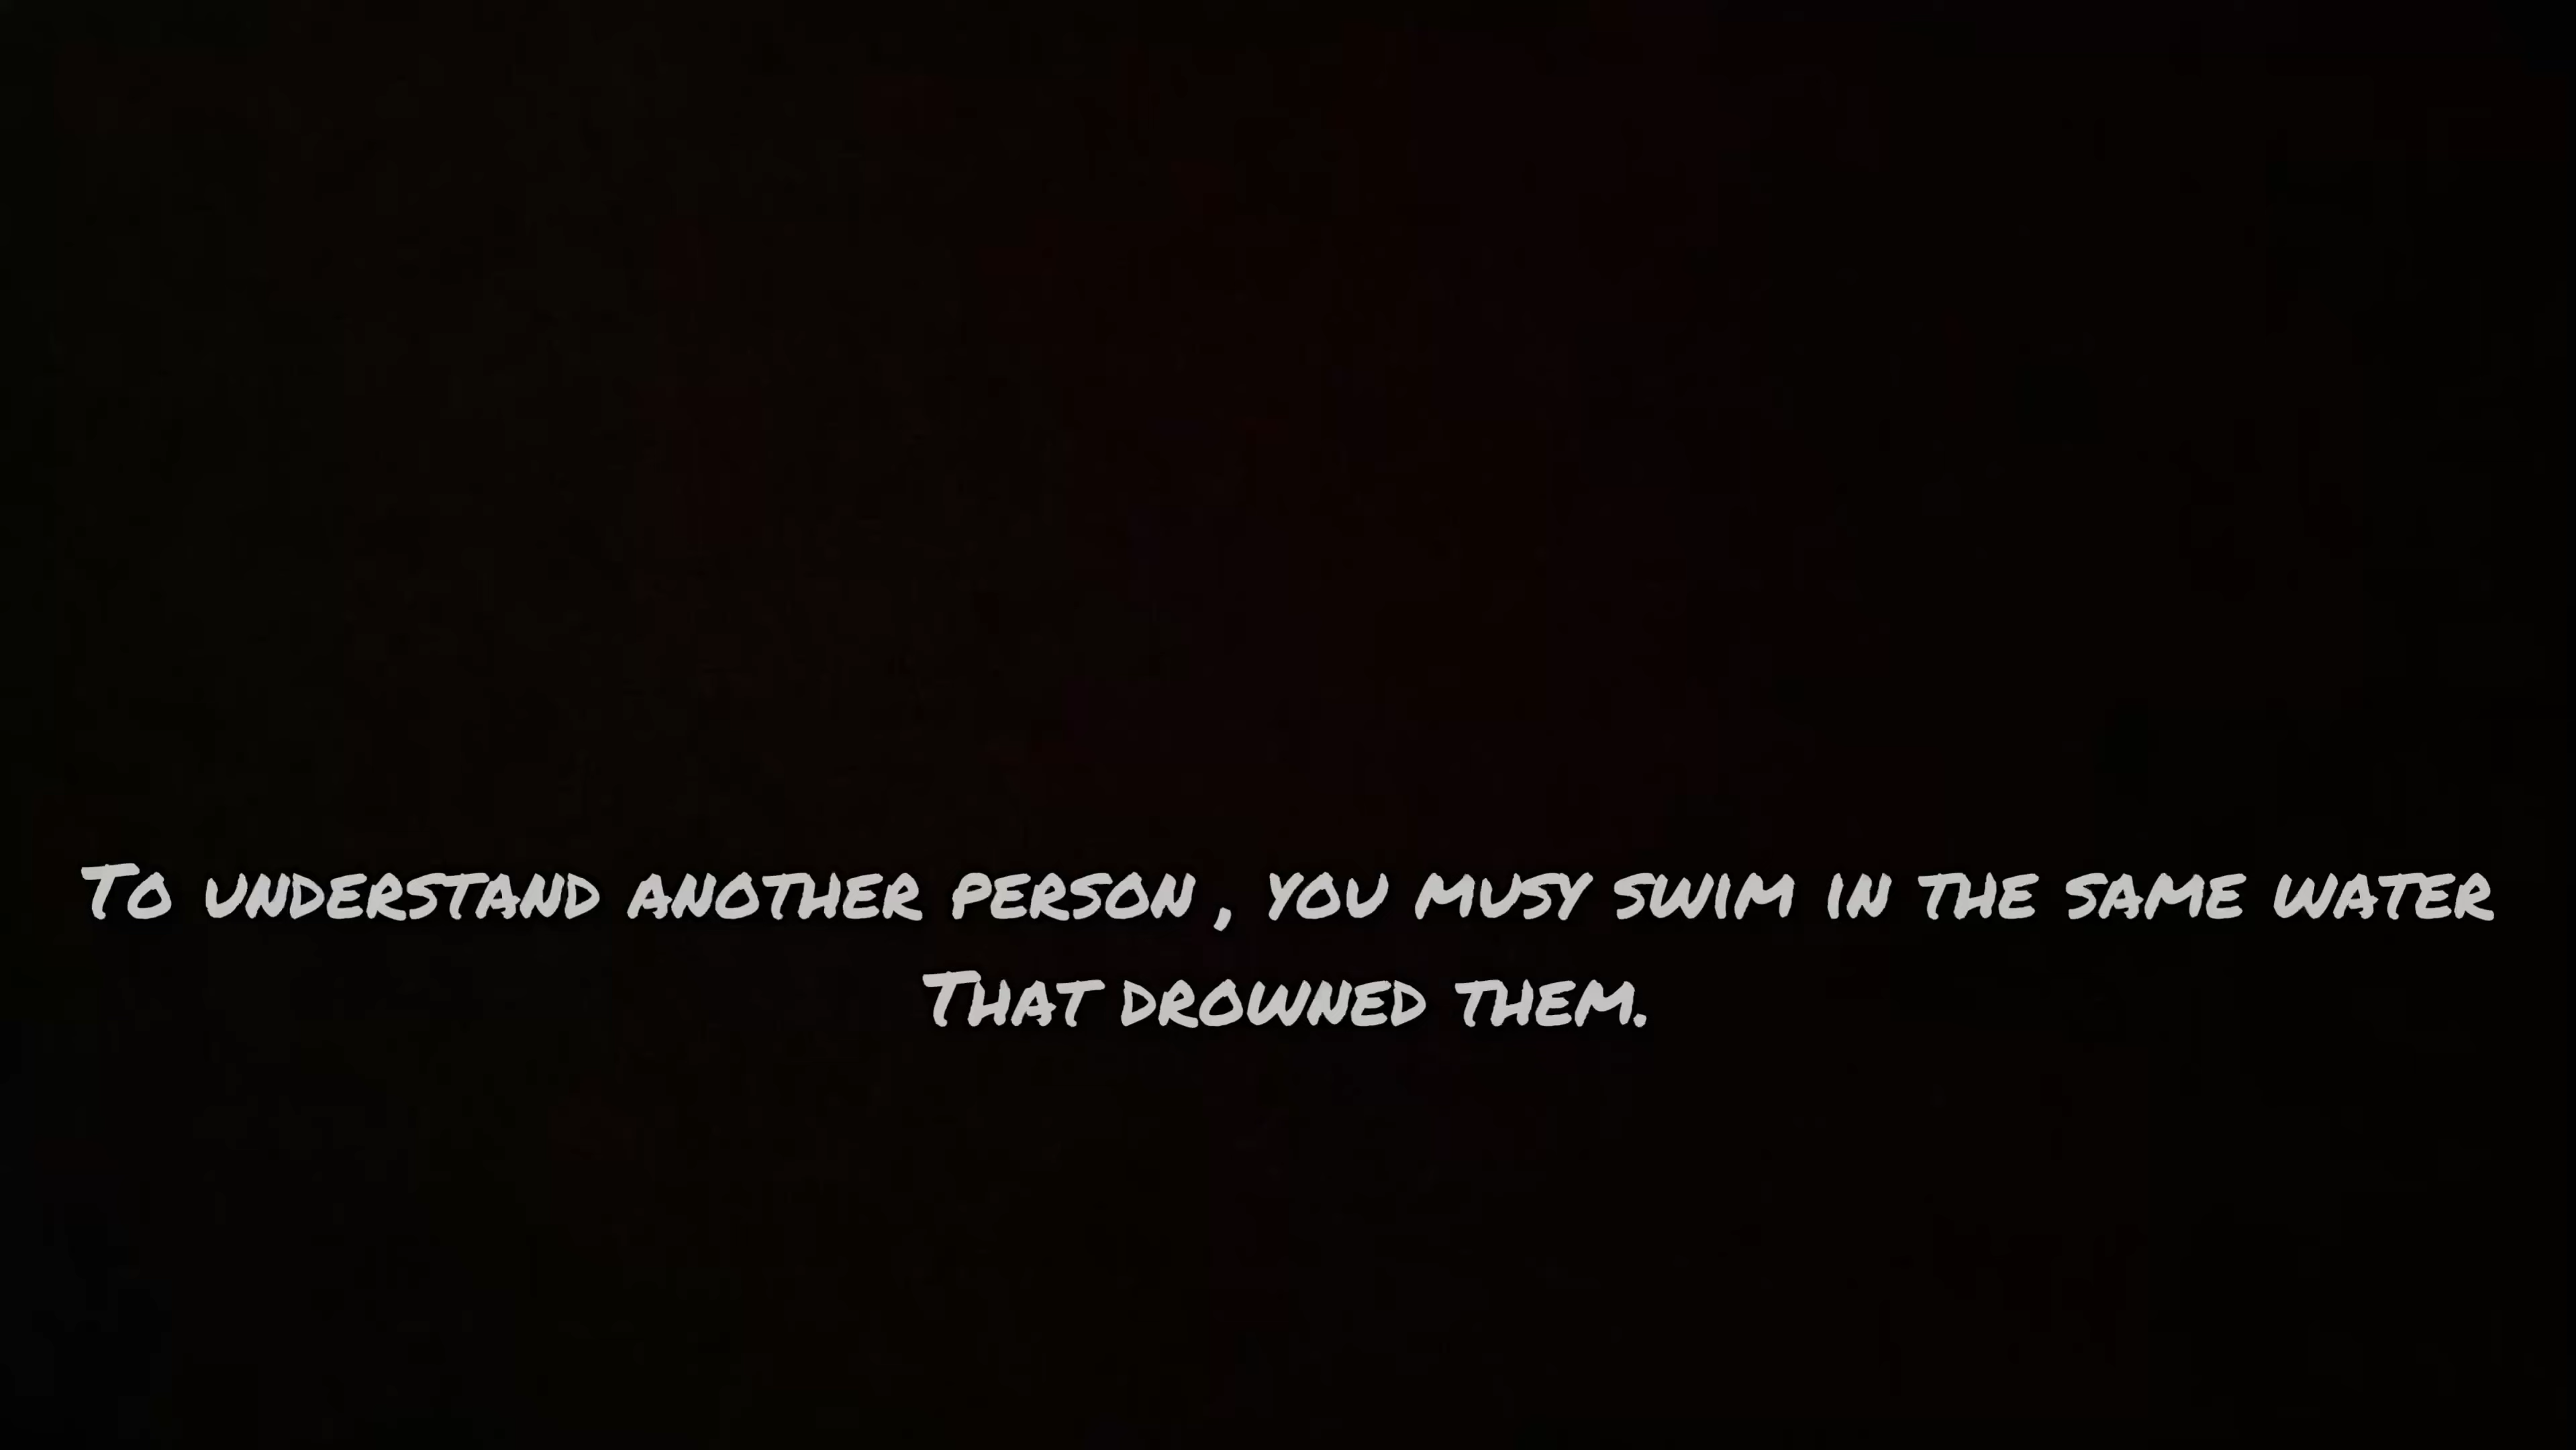 To understand another person , you musy swim in the same water
That drowned them.